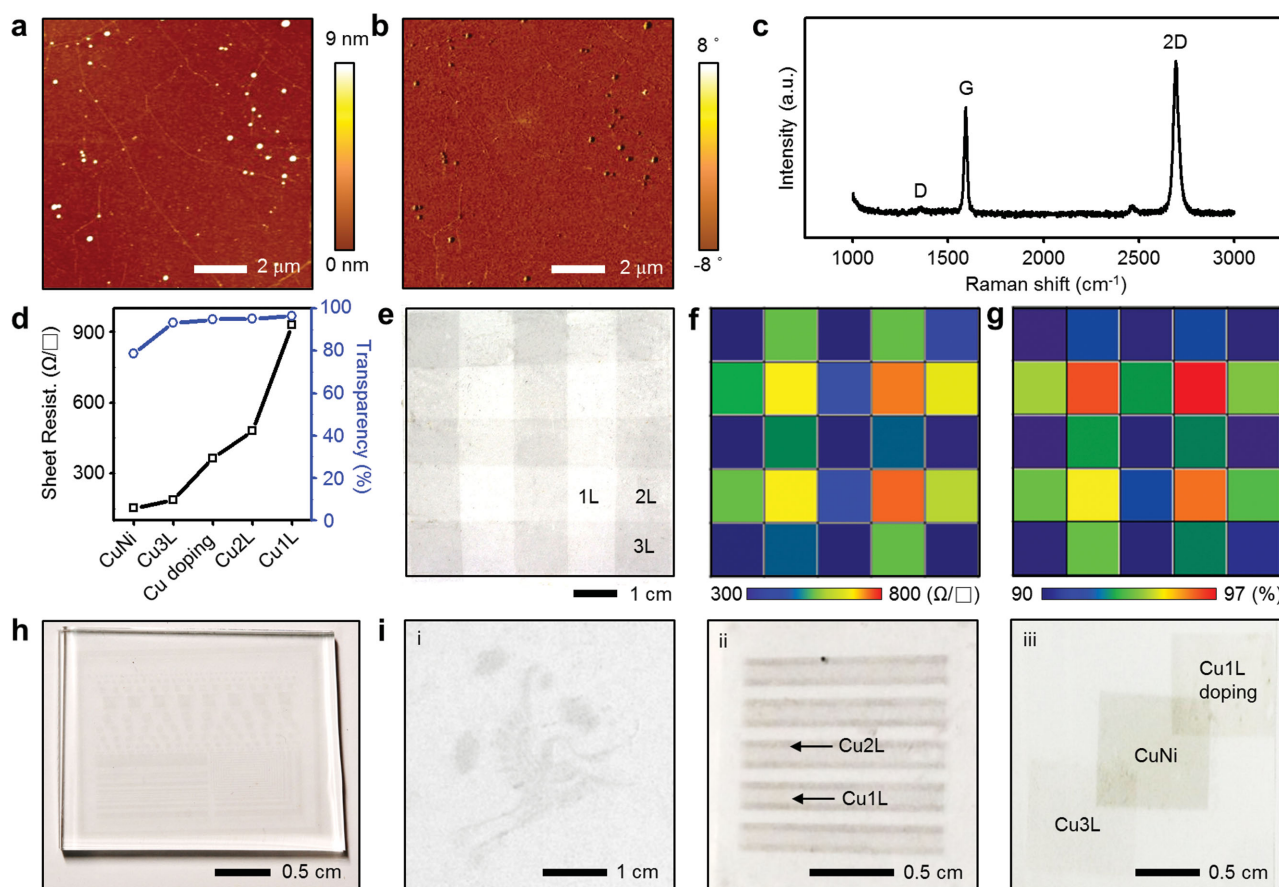 a
9 nm
0 nm
2 μm
b
8 °
-8 °
2 μm
c
Intensity (a.u.)
D
G
2D
1000
1500
2000
2500
3000
Raman shift (cm-1)
d
Sheet Resist. (Ω/□)
900
600
300
100
80
60
40
20
0
Transparency (%)
CuNi
Cu3L
Cu doping
Cu2L
Cu1L
e
1L
2L
3L
1 cm
f
300
800 (Ω/□)
g
90
97 (%)
h
0.5 cm
i
i
1 cm
ii
Cu2L
Cu1L
0.5 cm
iii
Cu1L
doping
CuNi
Cu3L
0.5 cm